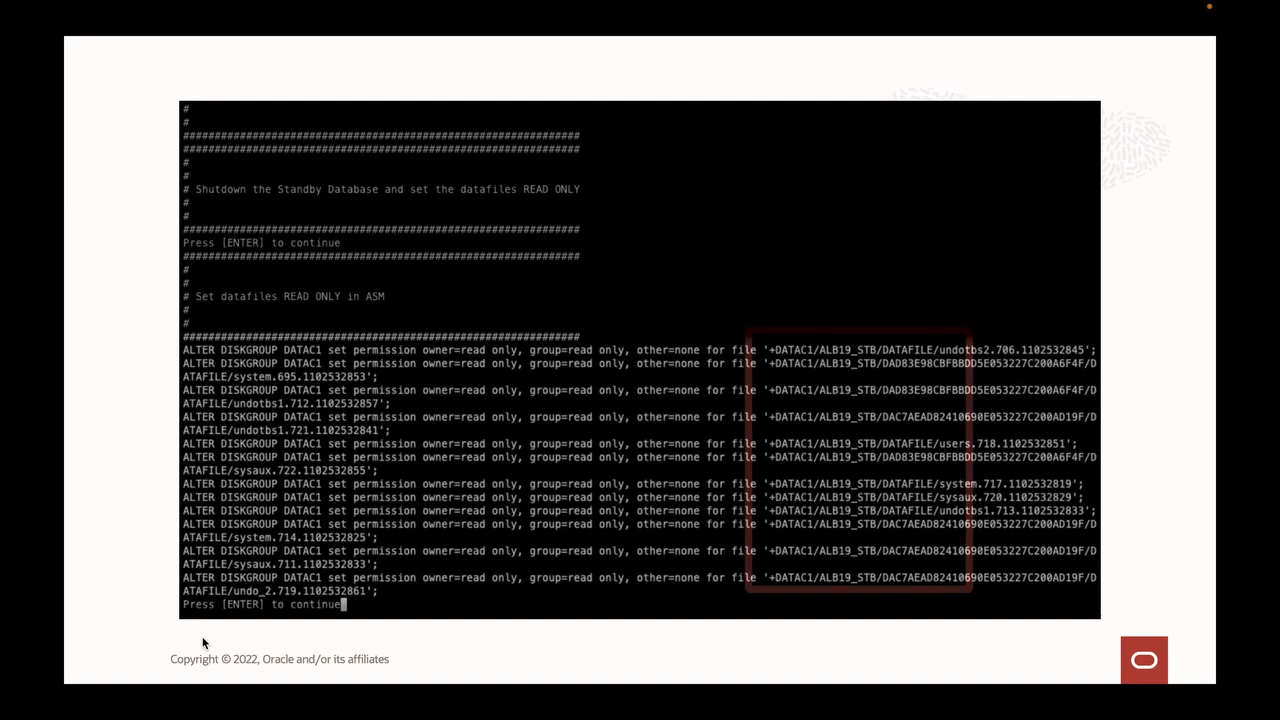 #
#
###############################################################
###############################################################
#
#
# Shutdown the Standby Database and set the datafiles READ ONLY
#
#
###############################################################
Press [ENTER] to continue
###############################################################
#
#
# Set datafiles READ ONLY in ASM
#
#
###############################################################
ALTER DISKGROUP DATAC1 set permission owner=read only, group=read only, other=none for file '+DATAC1/ALB19_STB/DATAFILE/undotbs2.706.1102532845';
ALTER DISKGROUP DATAC1 set permission owner=read only, group=read only, other=none for file '+DATAC1/ALB19_STB/DAD83E98CBFBBDD5E053227C200A6F4F/D
ATAFILE/system.695.1102532853';
ALTER DISKGROUP DATAC1 set permission owner=read only, group=read only, other=none for file '+DATAC1/ALB19_STB/DAD83E98CBFBBDD5E053227C200A6F4F/D
ATAFILE/undotbs1.712.1102532857';
ALTER DISKGROUP DATAC1 set permission owner=read only, group=read only, other=none for file '+DATAC1/ALB19_STB/DAC7AEAD82410690E053227C200AD19F/D
ATAFILE/undotbs1.721.1102532841';
ALTER DISKGROUP DATAC1 set permission owner=read only, group=read only, other=none for file '+DATAC1/ALB19_STB/DATAFILE/users.718.1102532851';
ALTER DISKGROUP DATAC1 set permission owner=read only, group=read only, other=none for file '+DATAC1/ALB19_STB/DAD83E98CBFBBDD5E053227C200A6F4F/D
ATAFILE/sysaux.722.1102532855';
ALTER DISKGROUP DATAC1 set permission owner=read only, group=read only, other=none for file '+DATAC1/ALB19_STB/DATAFILE/system.717.1102532819';
ALTER DISKGROUP DATAC1 set permission owner=read only, group=read only, other=none for file '+DATAC1/ALB19_STB/DATAFILE/sysaux.720.1102532829';
ALTER DISKGROUP DATAC1 set permission owner=read only, group=read only, other=none for file '+DATAC1/ALB19_STB/DATAFILE/undotbs1.713.1102532833';
ALTER DISKGROUP DATAC1 set permission owner=read only, group=read only, other=none for file '+DATAC1/ALB19_STB/DAC7AEAD82410690E053227C200AD19F/D
ATAFILE/system.714.1102532825';
ALTER DISKGROUP DATAC1 set permission owner=read only, group=read only, other=none for file '+DATAC1/ALB19_STB/DAC7AEAD82410690E053227C200AD19F/D
ATAFILE/sysaux.711.1102532833';
ALTER DISKGROUP DATAC1 set permission owner=read only, group=read only, other=none for file '+DATAC1/ALB19_STB/DAC7AEAD82410690E053227C200AD19F/D
ATAFILE/undo_2.719.1102532861';
Press [ENTER] to continue
Copyright © 2022, Oracle and/or its affiliates